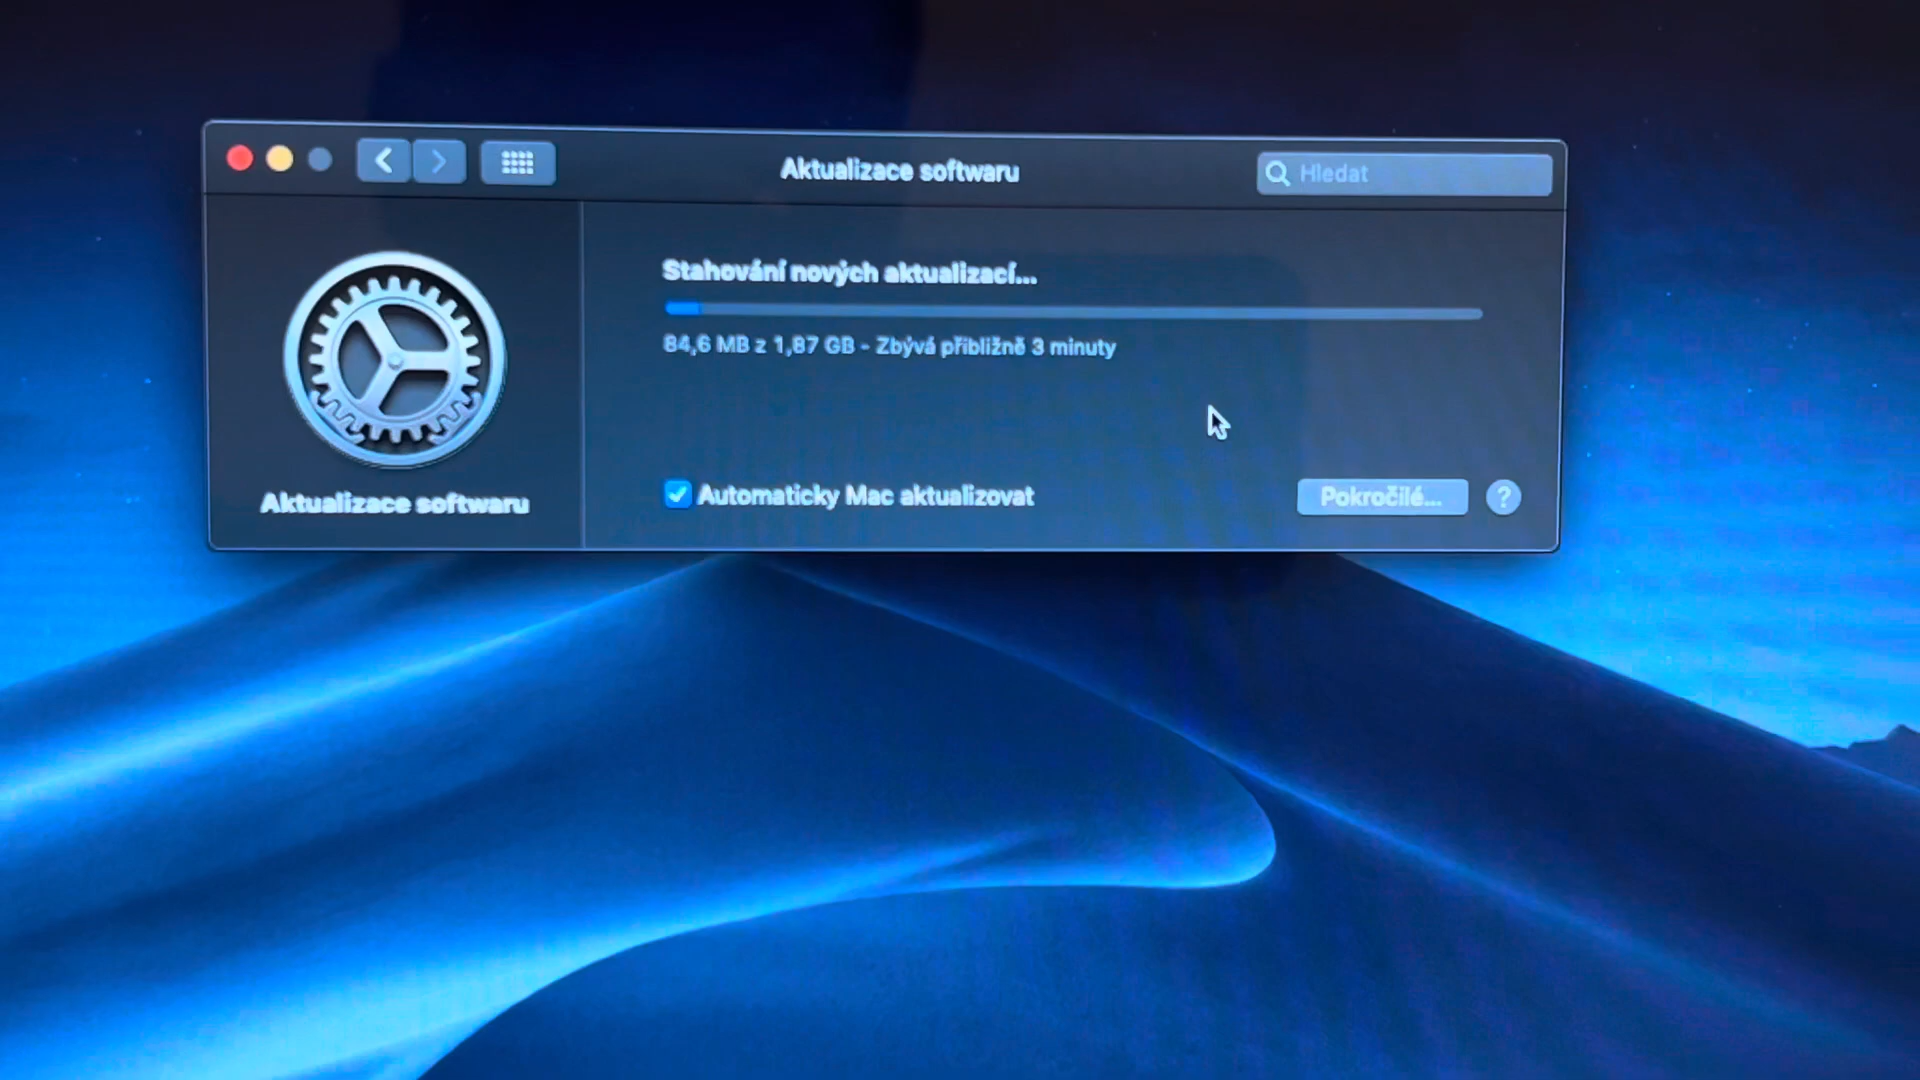 Aktualizace softwaru
Hledat
Stahování nových aktualizací...
84,6 MB z 1,87 GB - Zbývá přibližně 3 minuty
Aktualizace softwaru
Automaticky Mac aktualizovat
Pokročilé...
?